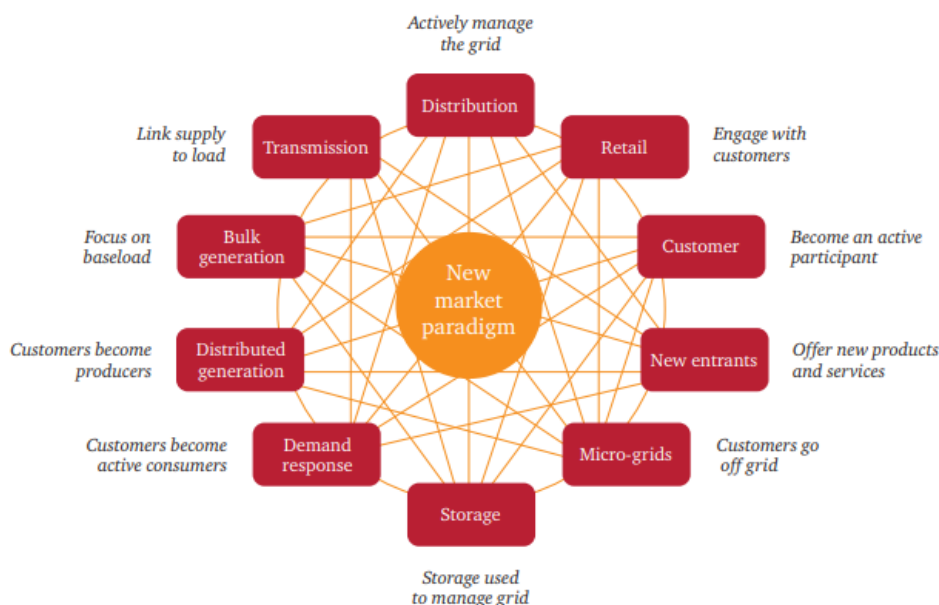 Actively manage
the grid
Distribution
Link supply
to load
Transmission
Retail
Engage with
customers
Focus on
baseload
Bulk
generation
Customer
Become an active
participant
New
market
paradigm
Customers become
producers
Distributed
generation
New entrants
Offer new products
and services
Customers become
active consumers
Demand
response
Micro-grids
Customers go
off grid
Storage
Storage used
to manage grid